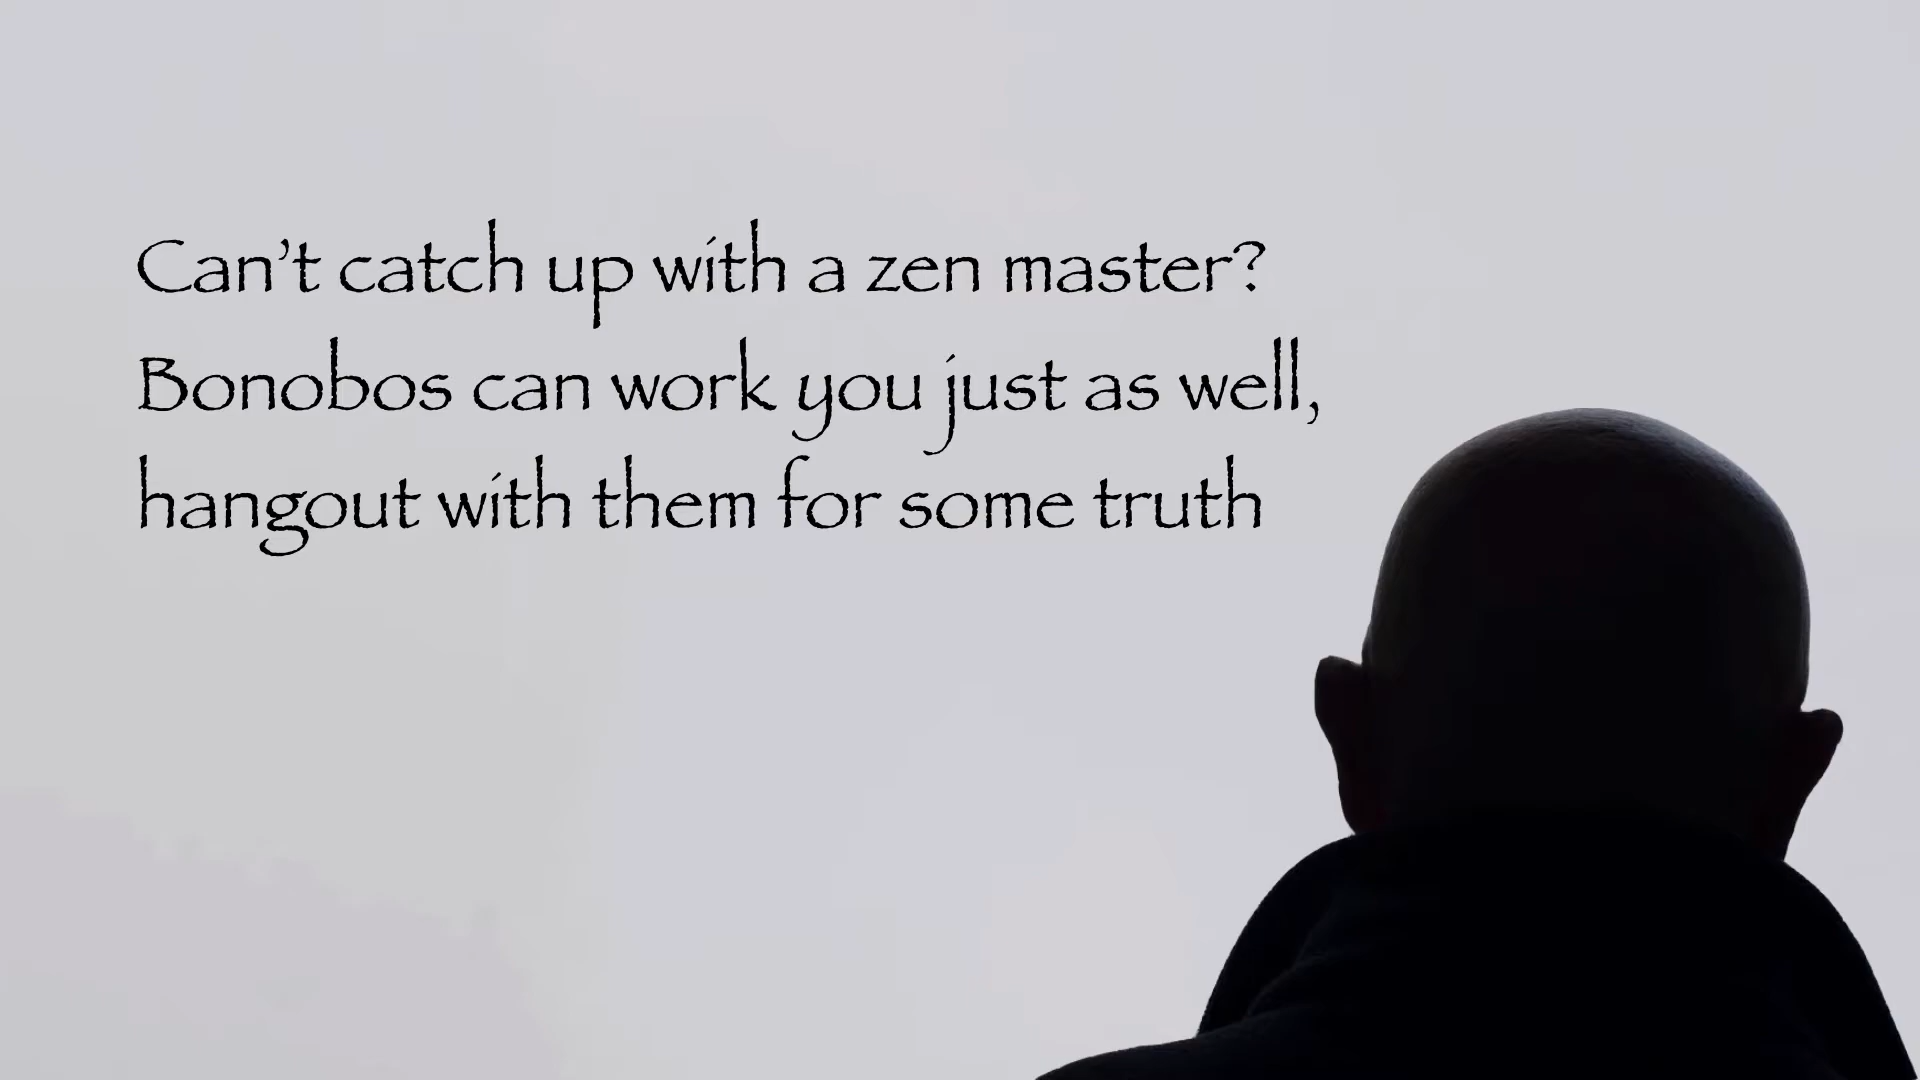 Can't catch up with a zen master?
Bonobos can work you just as well,
hangout with them for some truth